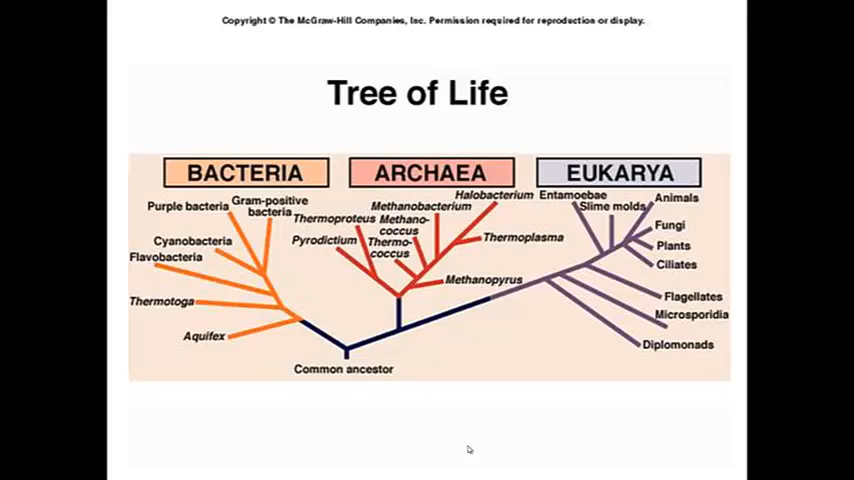 Copyright © The McGraw-Hill Companies, Inc. Permission required for reproduction or display.
Tree of Life
BACTERIA
ARCHAEA
EUKARYA
Purple bacteria
Gram-positive
bacteria
Cyanobacteria
Flavobacteria
Thermotoga
Aquifex
Halobacterium
Methanobacterium
Thermoproteus
Methano-
coccus
Pyrodictium
Thermo-
coccus
Thermoplasma
Methanopyrus
Entamoebae
Slime molds
Animals
Fungi
Plants
Ciliates
Flagellates
Microsporidia
Diplomonads
Common ancestor